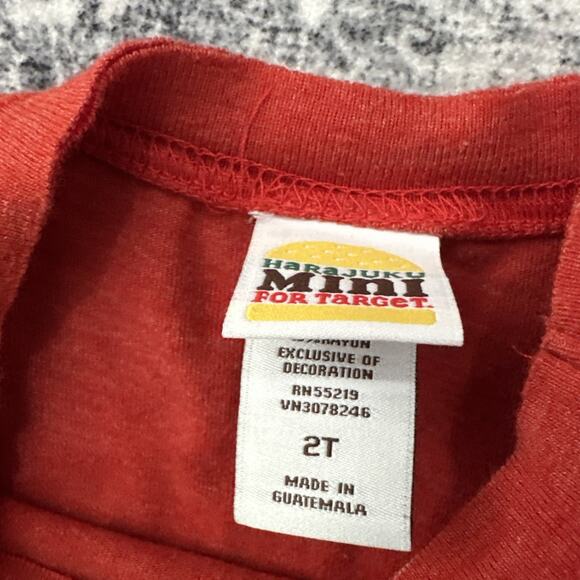 HARAJUKU
MINI
FOR TARGET.
RAYON
EXCLUSIVE OF
DECORATION
RN55219
VN3078246
2T
MADE IN
GUATEMALA